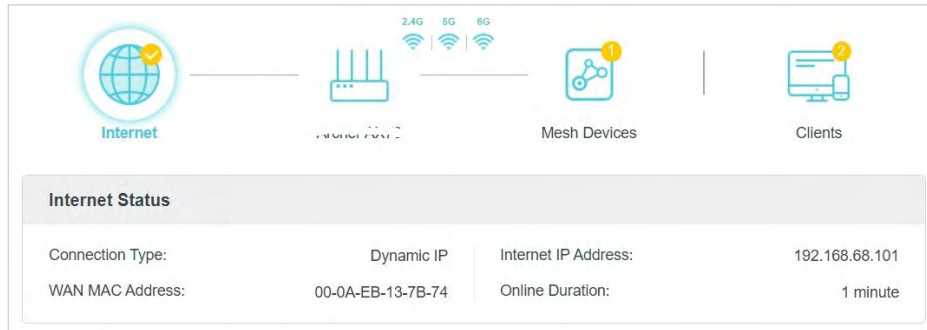 2.4G 5G 6G
1
2
Internet
Mesh Devices
Clients
Internet Status
Connection Type: Dynamic IP
Internet IP Address: 192.168.68.101
WAN MAC Address: 00-0A-EB-13-7B-74
Online Duration: 1 minute